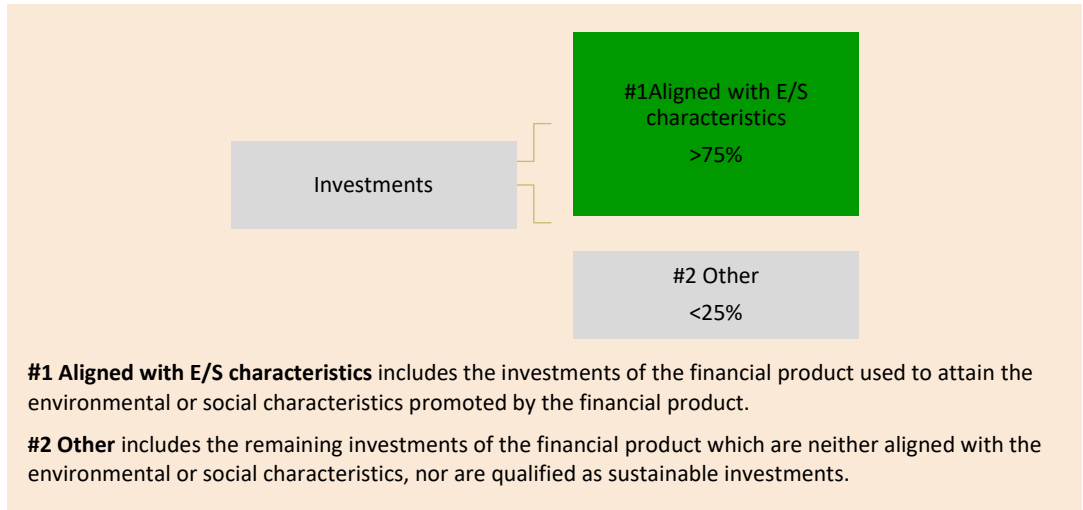 #1Aligned with E/S
characteristics
>75%
Investments
#2 Other
<25%
#1 Aligned with E/S characteristics includes the investments of the financial product used to attain the
environmental or social characteristics promoted by the financial product.
#2 Other includes the remaining investments of the financial product which are neither aligned with the
environmental or social characteristics, nor are qualified as sustainable investments.